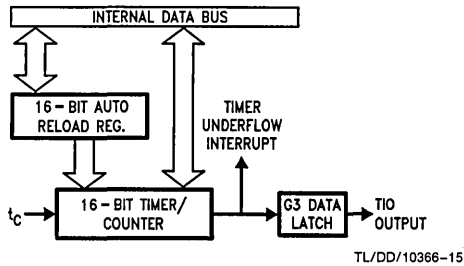 INTERNAL DATA BUS
16-BIT AUTO
RELOAD REG.
TIMER
UNDERFLOW
INTERRUPT
tC
16-BIT TIMER/
COUNTER
G3 DATA
LATCH
TIO
OUTPUT
TL/DD/10366-15